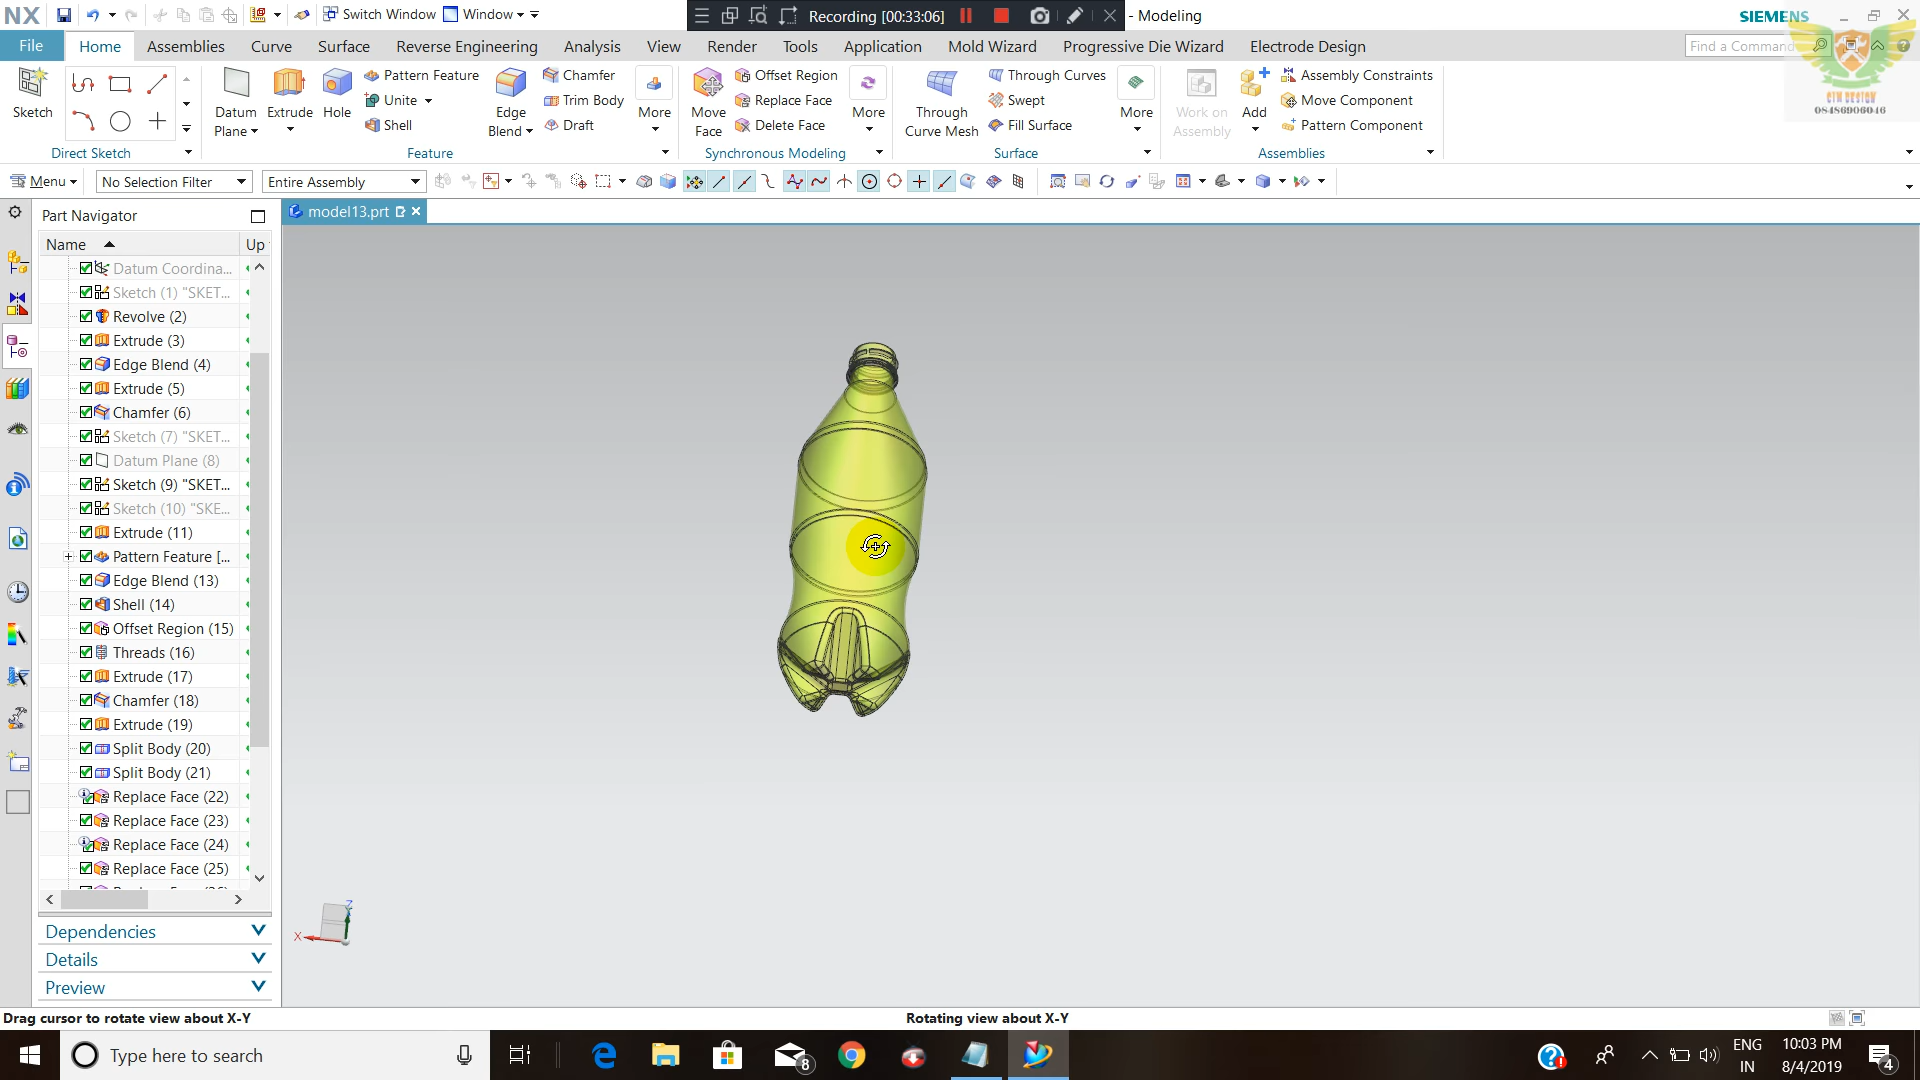 NX
Switch Window
Window
Recording [00:33:06]
- Modeling
SIEMENS
File
Home
Assemblies
Curve
Surface
Reverse Engineering
Analysis
View
Render
Tools
Application
Mold Wizard
Progressive Die Wizard
Electrode Design
Find a Command
Sketch
Datum
Plane
Extrude
Hole
Pattern Feature
Unite
Shell
Edge
Blend
Chamfer
Trim Body
Draft
More
Move
Face
Offset Region
Replace Face
Delete Face
More
Through
Curve Mesh
Through Curves
Swept
Fill Surface
More
Work on
Assembly
Add
Assembly Constraints
Move Component
Pattern Component
CTM DESIGN
08486906046
Direct Sketch
Feature
Synchronous Modeling
Surface
Assemblies
Menu
No Selection Filter
Entire Assembly
Part Navigator
model13.prt
Name
Up
Datum Coordina...
Sketch (1) "SKET...
Revolve (2)
Extrude (3)
Edge Blend (4)
Extrude (5)
Chamfer (6)
Sketch (7) "SKET...
Datum Plane (8)
Sketch (9) "SKET...
Sketch (10) "SKE...
Extrude (11)
Pattern Feature [...
Edge Blend (13)
Shell (14)
Offset Region (15)
Threads (16)
Extrude (17)
Chamfer (18)
Extrude (19)
Split Body (20)
Split Body (21)
Replace Face (22)
Replace Face (23)
Replace Face (24)
Replace Face (25)
Dependencies
Details
Preview
Z
X
Drag cursor to rotate view about X-Y
Rotating view about X-Y
Type here to search
8
ENG
IN
10:03 PM
8/4/2019
4